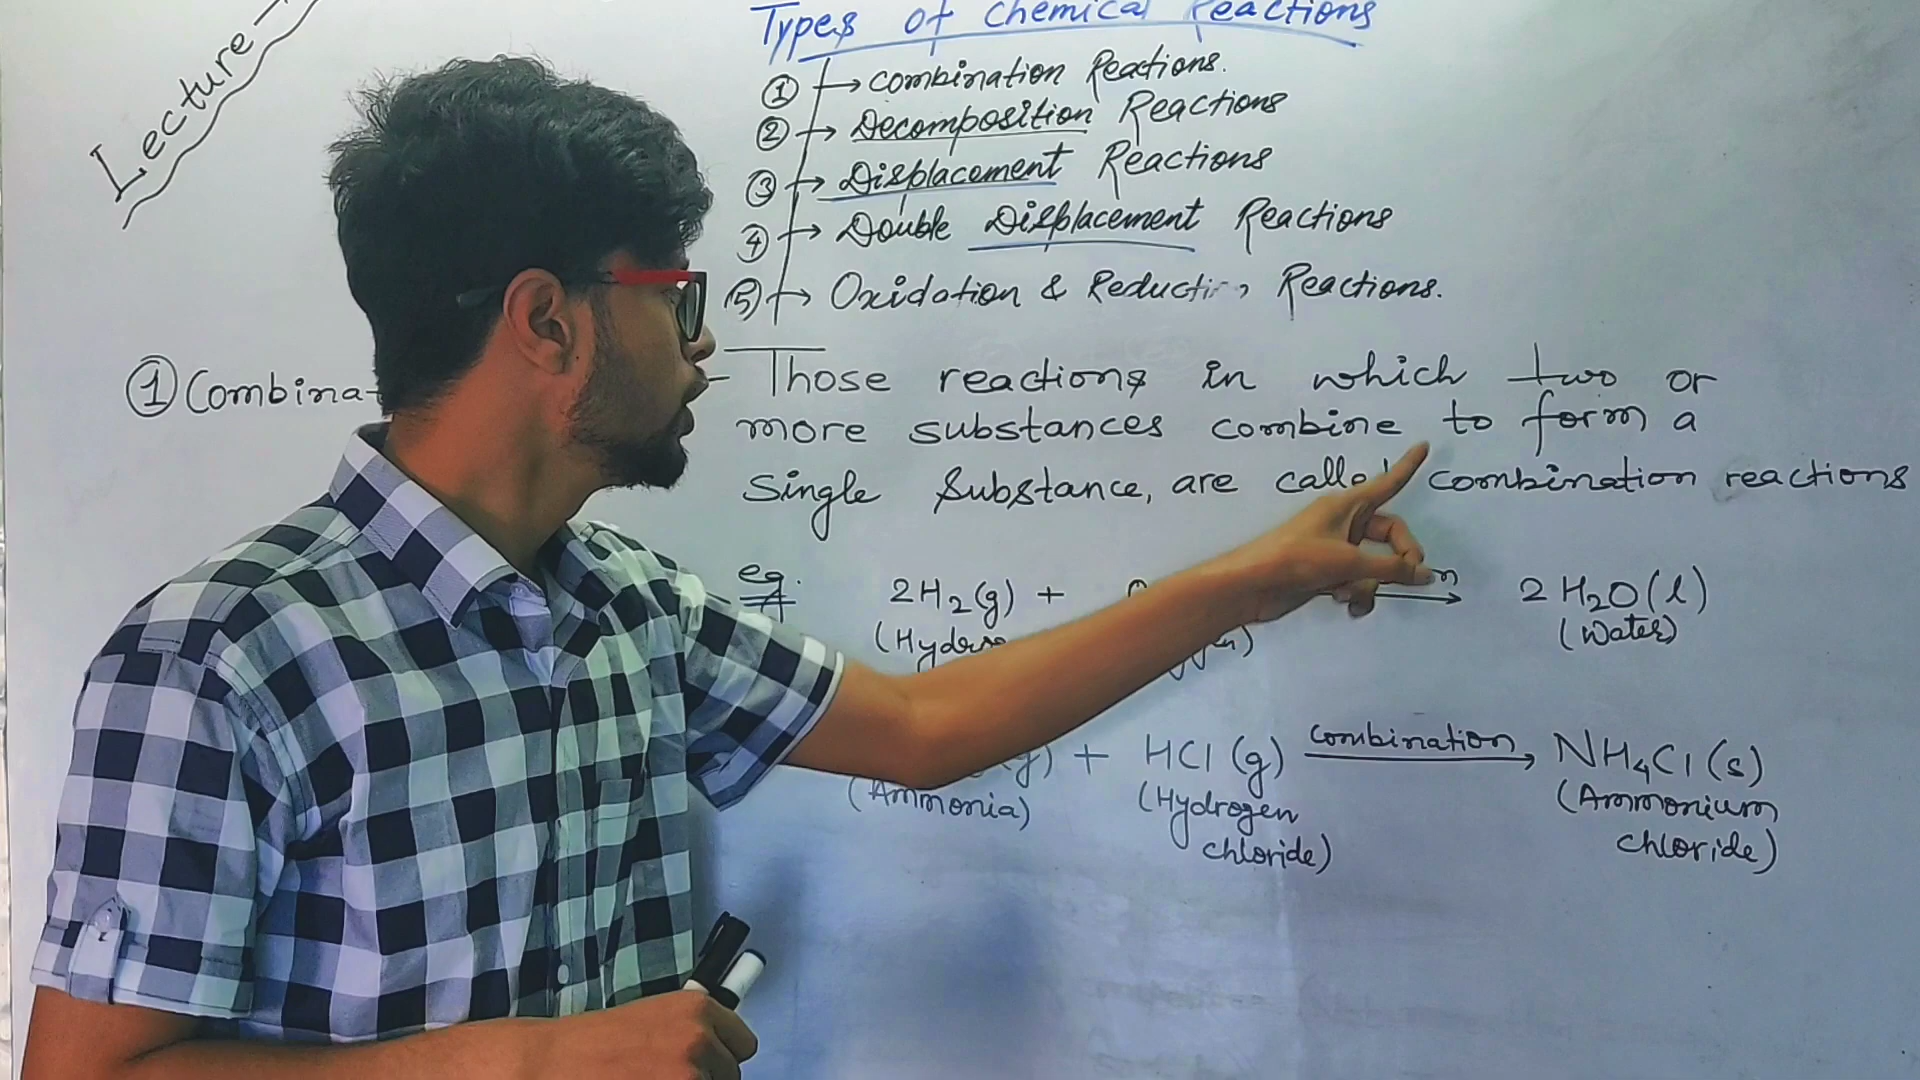 Lecture
Types of Chemical Reactions
① → Combination Reactions.
② → Decomposition Reactions
③ → Displacement Reactions
④ → Double Displacement Reactions
⑤ → Oxidation & Reduction Reactions.
① Combina - Those reactions in which two or
more substances combine to form a
Single Substance, are called combination reactions
eg. 2H₂(g) + → 2H₂O(l)
(Water)
+ HCl(g) combination → NH₄Cl(s)
(Ammonia) (Hydrogen (Ammonium
chloride) chloride)